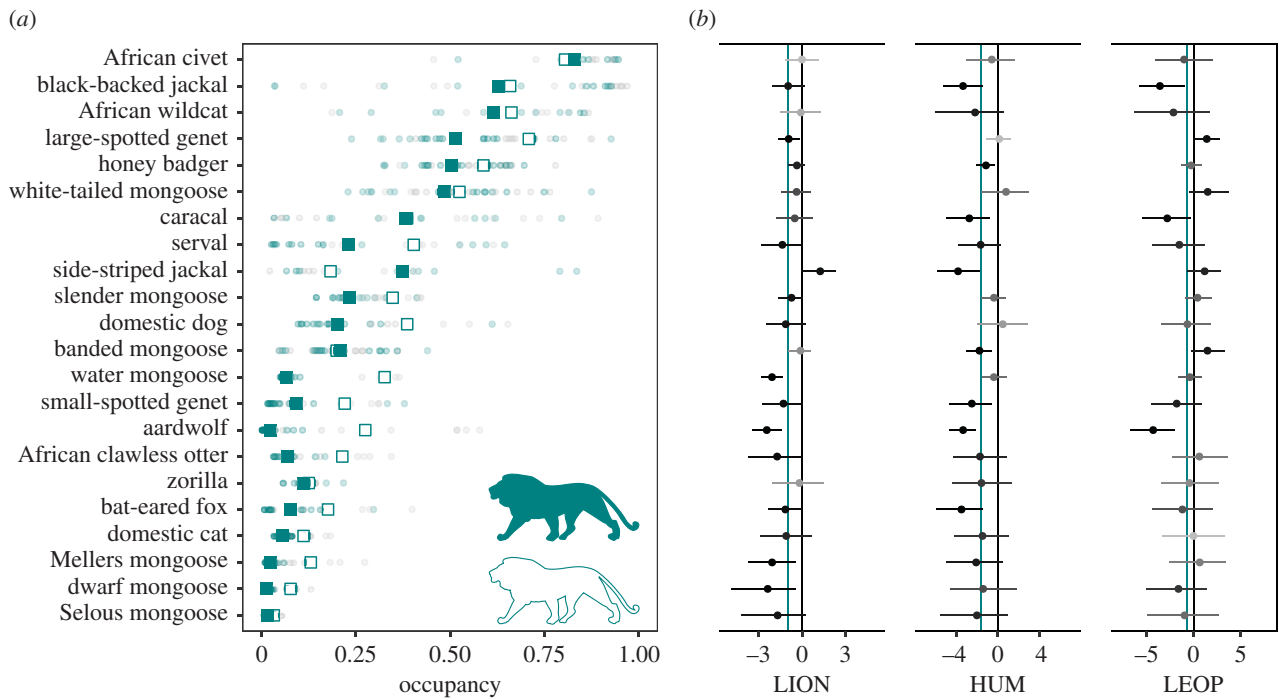 (a)
African civet
black-backed jackal
African wildcat
large-spotted genet
honey badger
white-tailed mongoose
caracal
serval
side-striped jackal
slender mongoose
domestic dog
banded mongoose
water mongoose
small-spotted genet
aardwolf
African clawless otter
zorilla
bat-eared fox
domestic cat
Mellers mongoose
dwarf mongoose
Selous mongoose
0 0.25 0.50 0.75 1.00
occupancy
(b)
−3 0 3
LION
−4 0 4
HUM
−5 0 5
LEOP